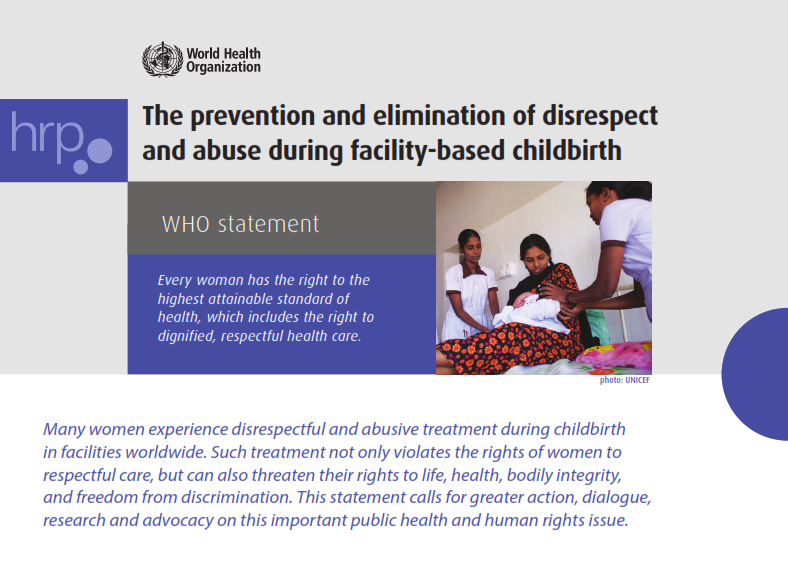 World Health
Organization
hrp
The prevention and elimination of disrespect
and abuse during facility-based childbirth
WHO statement
Every woman has the right to the
highest attainable standard of
health, which includes the right to
dignified, respectful health care.
photo: UNICEF
Many women experience disrespectful and abusive treatment during childbirth
in facilities worldwide. Such treatment not only violates the rights of women to
respectful care, but can also threaten their rights to life, health, bodily integrity,
and freedom from discrimination. This statement calls for greater action, dialogue,
research and advocacy on this important public health and human rights issue.